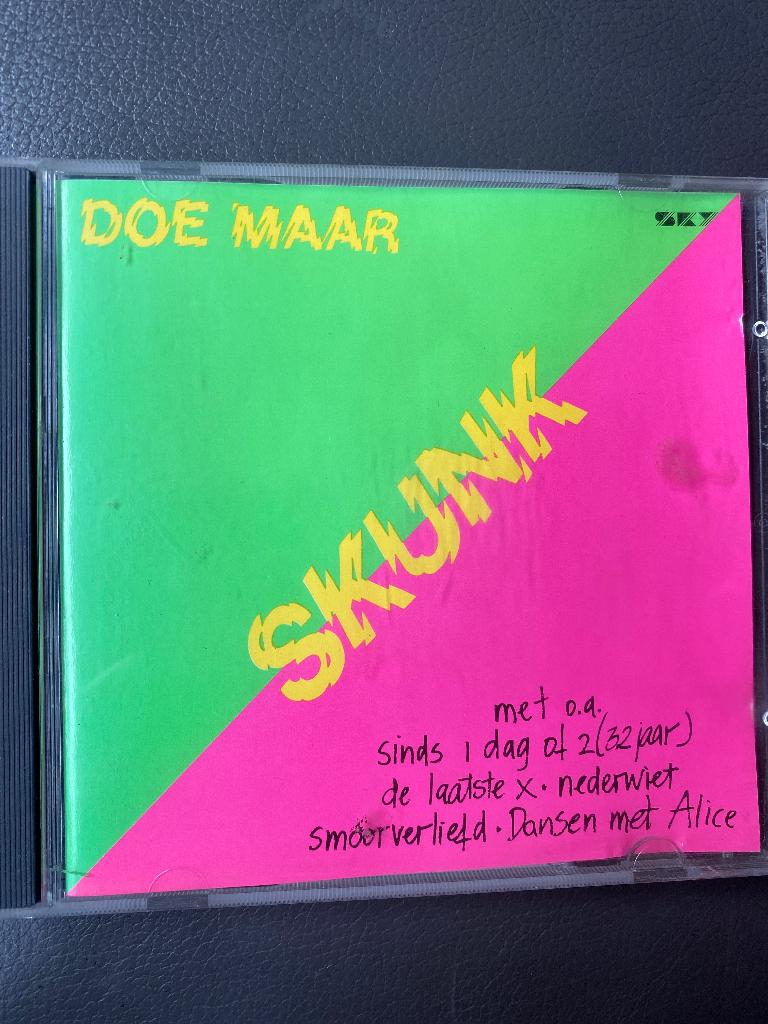 DOE MAAR
SKY
SKUNK
met o.a.
sinds 1 dag of 2 (32 jaar)
de laatste x · nederwiet
smoorverliefd · Dansen met Alice